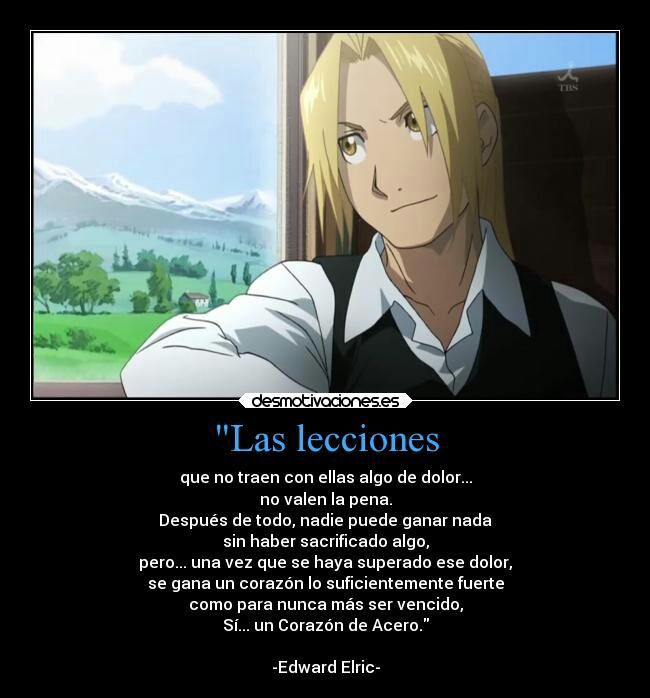 TBS
desmotivaciones.es
"Las lecciones
que no traen con ellas algo de dolor...
no valen la pena.
Después de todo, nadie puede ganar nada
sin haber sacrificado algo,
pero... una vez que se haya superado ese dolor,
se gana un corazón lo suficientemente fuerte
como para nunca más ser vencido,
Sí... un Corazón de Acero."
-Edward Elric-